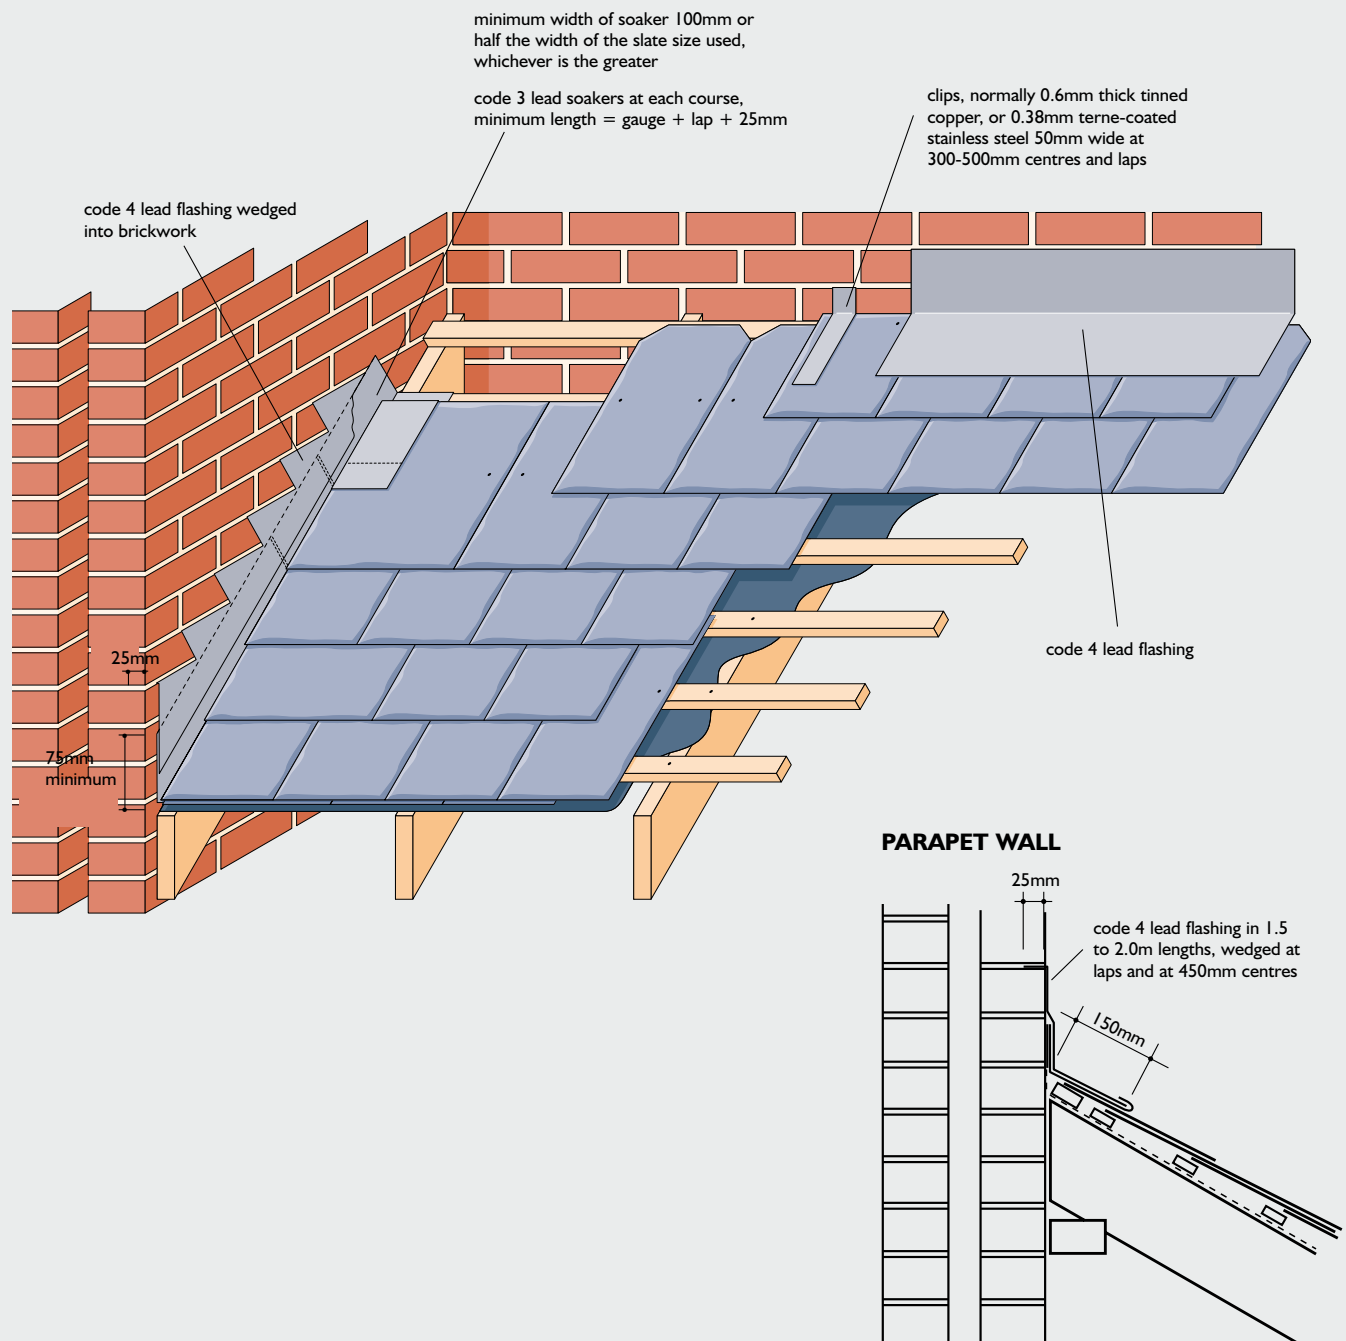 minimum width of soaker 100mm or
half the width of the slate size used,
whichever is the greater
code 3 lead soakers at each course,
minimum length = gauge + lap + 25mm
clips, normally 0.6mm thick tinned
copper, or 0.38mm terne-coated
stainless steel 50mm wide at
300-500mm centres and laps
code 4 lead flashing wedged
into brickwork
code 4 lead flashing
25mm
75mm
minimum
PARAPET WALL
25mm
code 4 lead flashing in 1.5
to 2.0m lengths, wedged at
laps and at 450mm centres
150mm